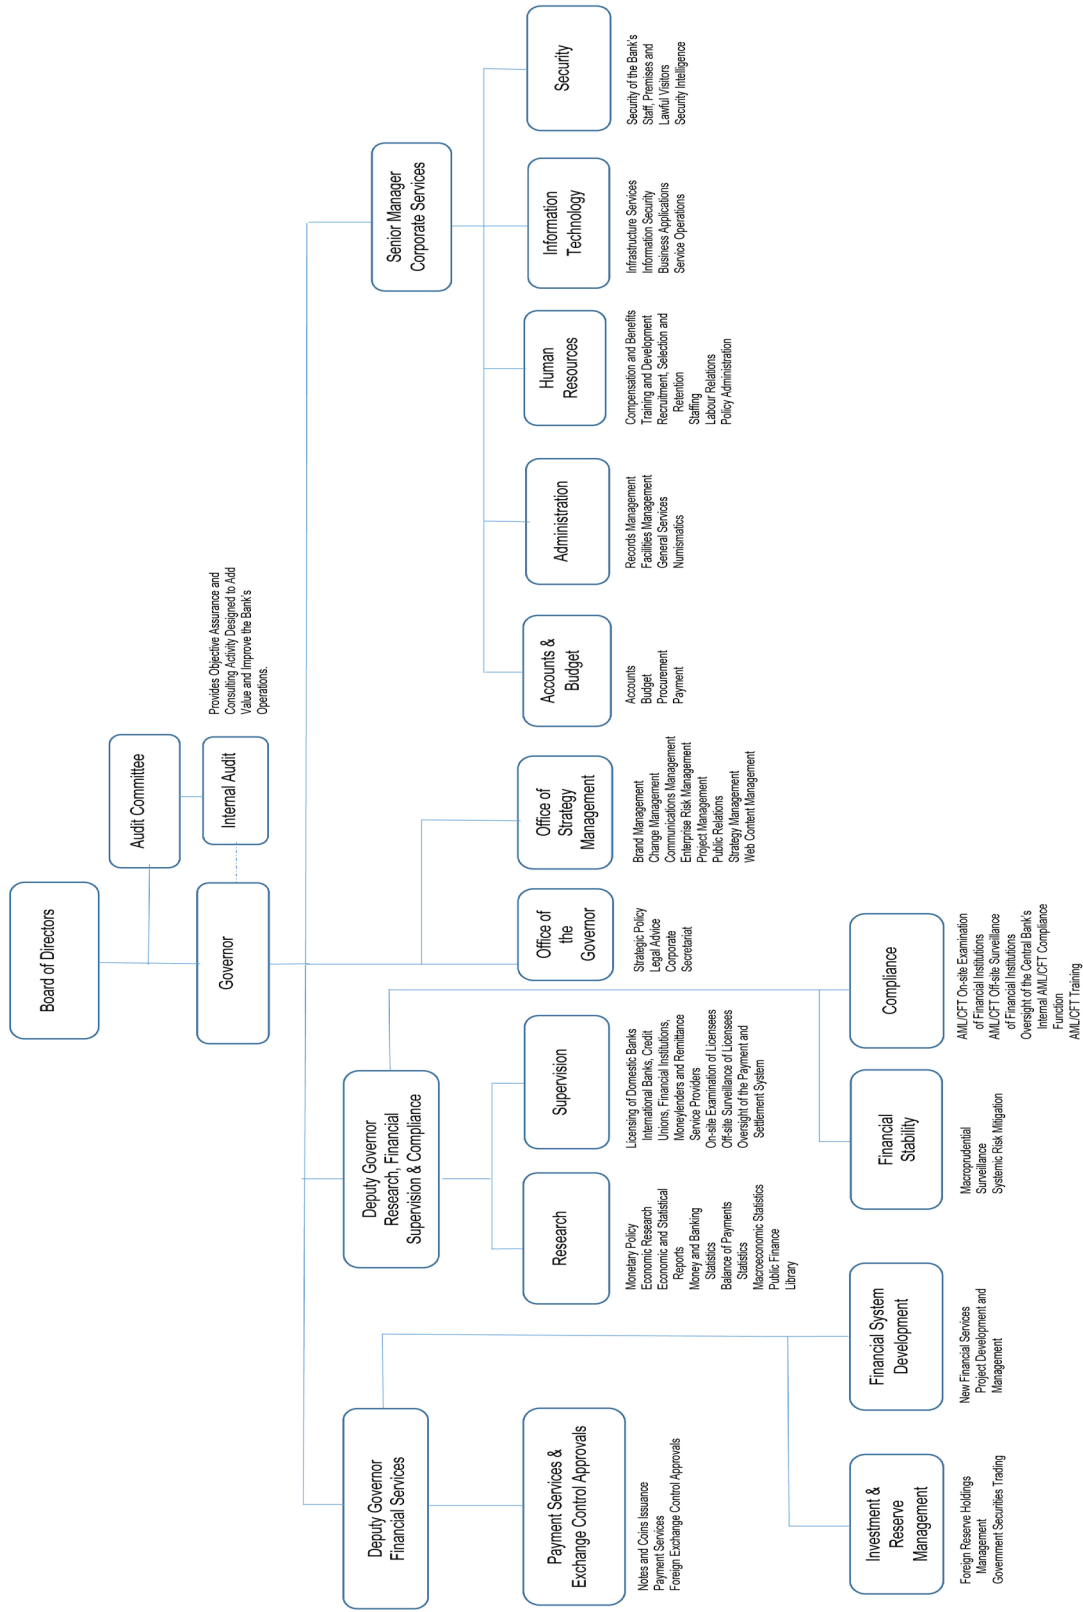 Board of Directors
Audit Committee
Governor
Internal Audit
Provides Objective Assurance and
Consulting Activity Designed to Add
Value and Improve the Bank's
Operations.
Deputy Governor
Financial Services
Deputy Governor
Research, Financial
Supervision & Compliance
Senior Manager
Corporate Services
Payment Services &
Exchange Control Approvals
Notes and Coins Issuance
Payment Services
Foreign Exchange Control Approvals
Research
Monetary Policy
Economic Research
Economic and Statistical
Reports
Money and Banking
Statistics
Balance of Payments
Statistics
Macroeconomic Statistics
Public Finance
Library
Supervision
Licensing of Domestic Banks
International Banks, Credit
Unions, Financial Institutions,
Moneylenders and Remittance
Service Providers
On-site Examination of Licensees
Off-site Surveillance of Licensees
Oversight of the Payment and
Settlement System
Office of
the
Governor
Strategic Policy
Legal Advice
Corporate
Secretariat
Office of
Strategy
Management
Brand Management
Change Management
Communications Management
Enterprise Risk Management
Project Management
Public Relations
Strategy Management
Web Content Management
Accounts &
Budget
Accounts
Budget
Procurement
Payment
Administration
Records Management
Facilities Management
General Services
Numismatics
Human
Resources
Compensation and Benefits
Training and Development
Recruitment, Selection and
Retention
Staffing
Labour Relations
Policy Administration
Information
Technology
Infrastructure Services
Information Security
Business Applications
Service Operations
Security
Security of the Bank's
Staff, Premises and
Lawful Visitors
Security Intelligence
Investment &
Reserve
Management
Foreign Reserve Holdings
Management
Government Securities Trading
Financial System
Development
New Financial Services
Project Development and
Management
Financial
Stability
Macroprudential
Surveillance
Systemic Risk Mitigation
Compliance
AML/CFT On-site Examination
of Financial Institutions
AML/CFT Off-site Surveillance
of Financial Institutions
Oversight of the Central Bank's
Internal AML/CFT Compliance
Function
AML/CFT Training